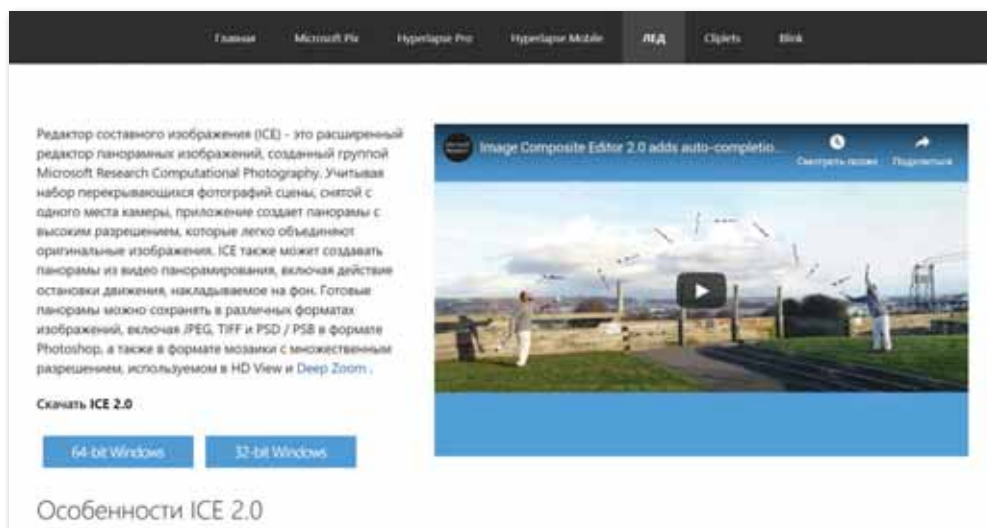 Главная Microsoft Pix Hyperlapse Pro Hyperlapse Mobile ЛЕД Cliplets Blink
Редактор составного изображения (ICE) - это расширенный
редактор панорамных изображений, созданный группой
Microsoft Research Computational Photography. Учитывая
набор перекрывающихся фотографий сцены, снятой с
одного места камеры, приложение создает панорамы с
высоким разрешением, которые легко объединяют
оригинальные изображения. ICE также может создавать
панорамы из видео панорамирования, включая действие
остановки движения, накладываемое на фон. Готовые
панорамы можно сохранять в различных форматах
изображений, включая JPEG, TIFF и PSD / PSB в формате
Photoshop, а также в формате мозаики с множественным
разрешением, используемом в HD View и Deep Zoom .
Скачать ICE 2.0
64-bit Windows 32-bit Windows
Image Composite Editor 2.0 adds auto-completio...
Смотреть позже Поделиться
Особенности ICE 2.0